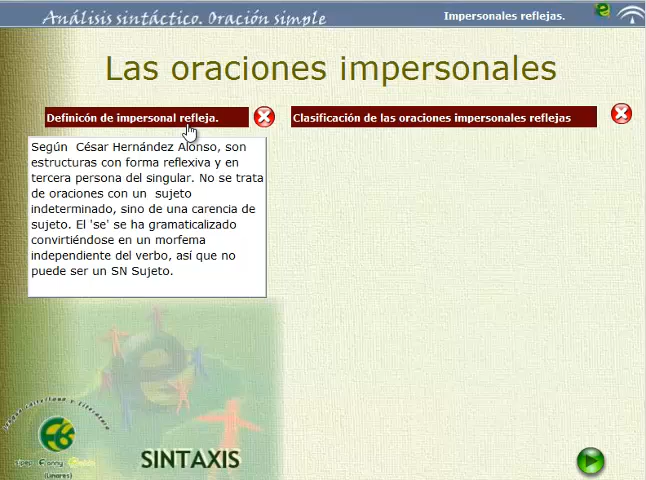 Análisis sintáctico. Oración simple
Impersonales reflejas.
Las oraciones impersonales
Definicón de impersonal refleja.
Clasificación de las oraciones impersonales reflejas
Según César Hernández Alonso, son
estructuras con forma reflexiva y en
tercera persona del singular. No se trata
de oraciones con un sujeto
indeterminado, sino de una carencia de
sujeto. El 'se' se ha gramaticalizado
convirtiéndose en un morfema
independiente del verbo, así que no
puede ser un SN Sujeto.
SINTAXIS
(Linares)